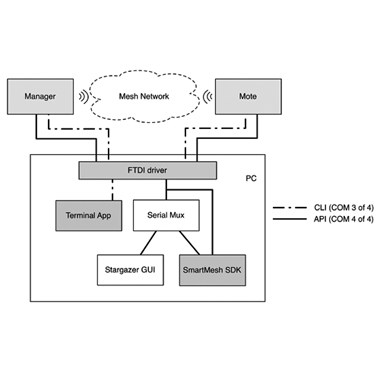 Manager
Mesh Network
Mote
FTDI driver
PC
Terminal App
Serial Mux
CLI (COM 3 of 4)
API (COM 4 of 4)
Stargazer GUI
SmartMesh SDK